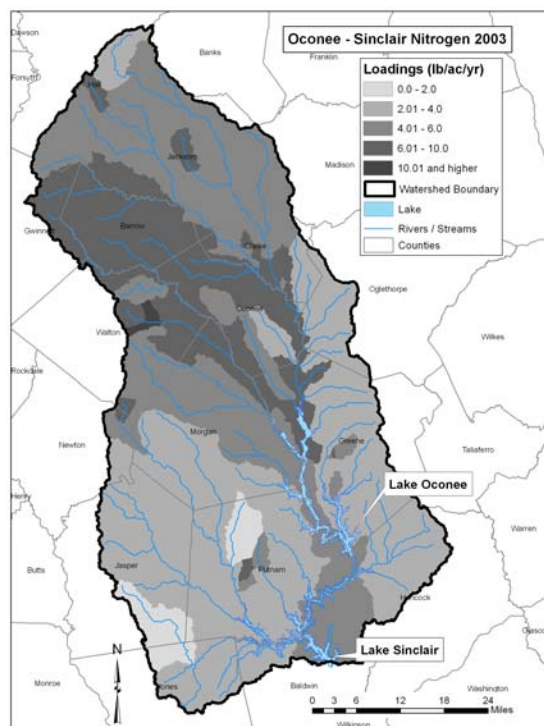 Oconee - Sinclair Nitrogen 2003
Loadings (lb/ac/yr)
0.0 - 2.0
2.01 - 4.0
4.01 - 6.0
6.01 - 10.0
10.01 and higher
Watershed Boundary
Lake
Rivers / Streams
Counties
Dawson
Banks
Franklin
Forsyth
Hall
Jackson
Madison
Barrow
Gwinnett
Clarke
Oglethorpe
Oconee
Walton
Wilkes
Rockdale
Newton
Morgan
Greene
Taliaferro
Lake Oconee
Henry
Warren
Butts
Jasper
Putnam
Hancock
Lake Sinclair
N
Monroe
Jones
Baldwin
Washington
Wilkinson
0 3 6 12 18 24
Miles